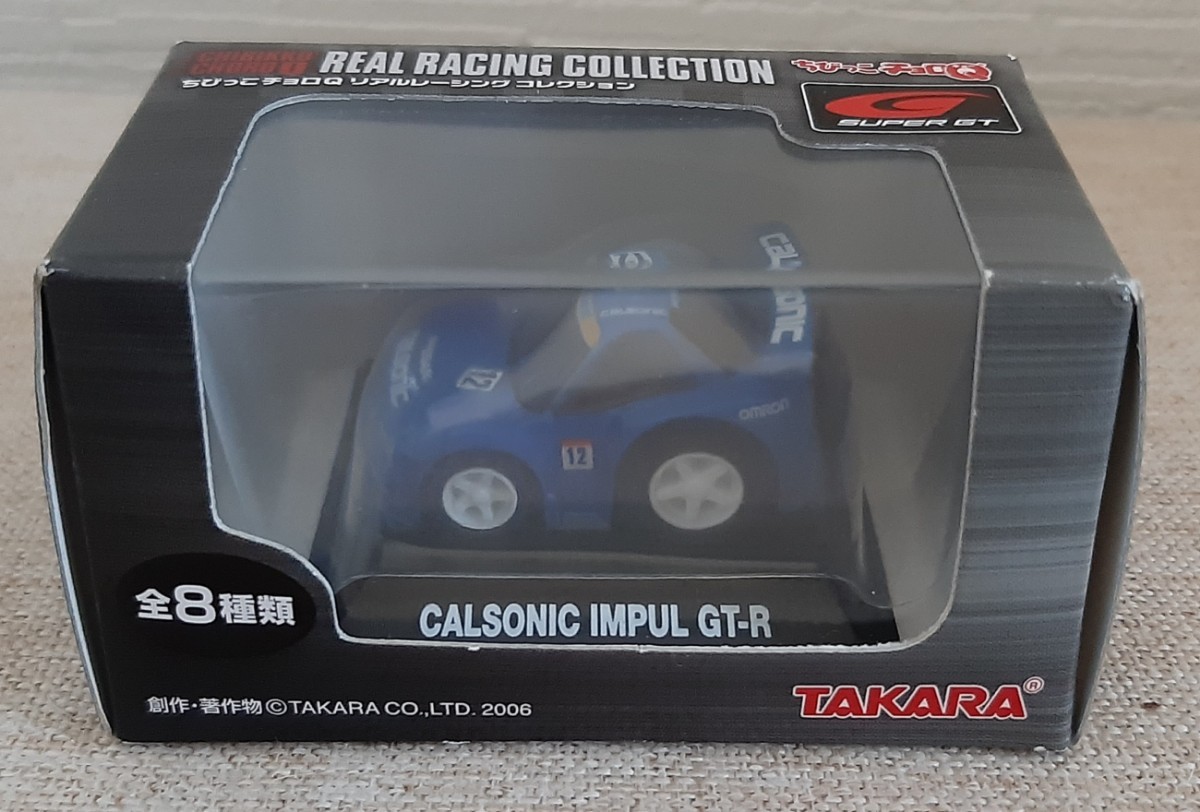 REAL RACING COLLECTION
ちびっこチョロQ
ちびっこチョロQ リアルレーシングコレクション
SUPER GT
CALSONIC
CALSONIC
12
OMRON
12
全8種類
CALSONIC IMPUL GT-R
創作・著作物©TAKARA CO.,LTD. 2006
TAKARA®